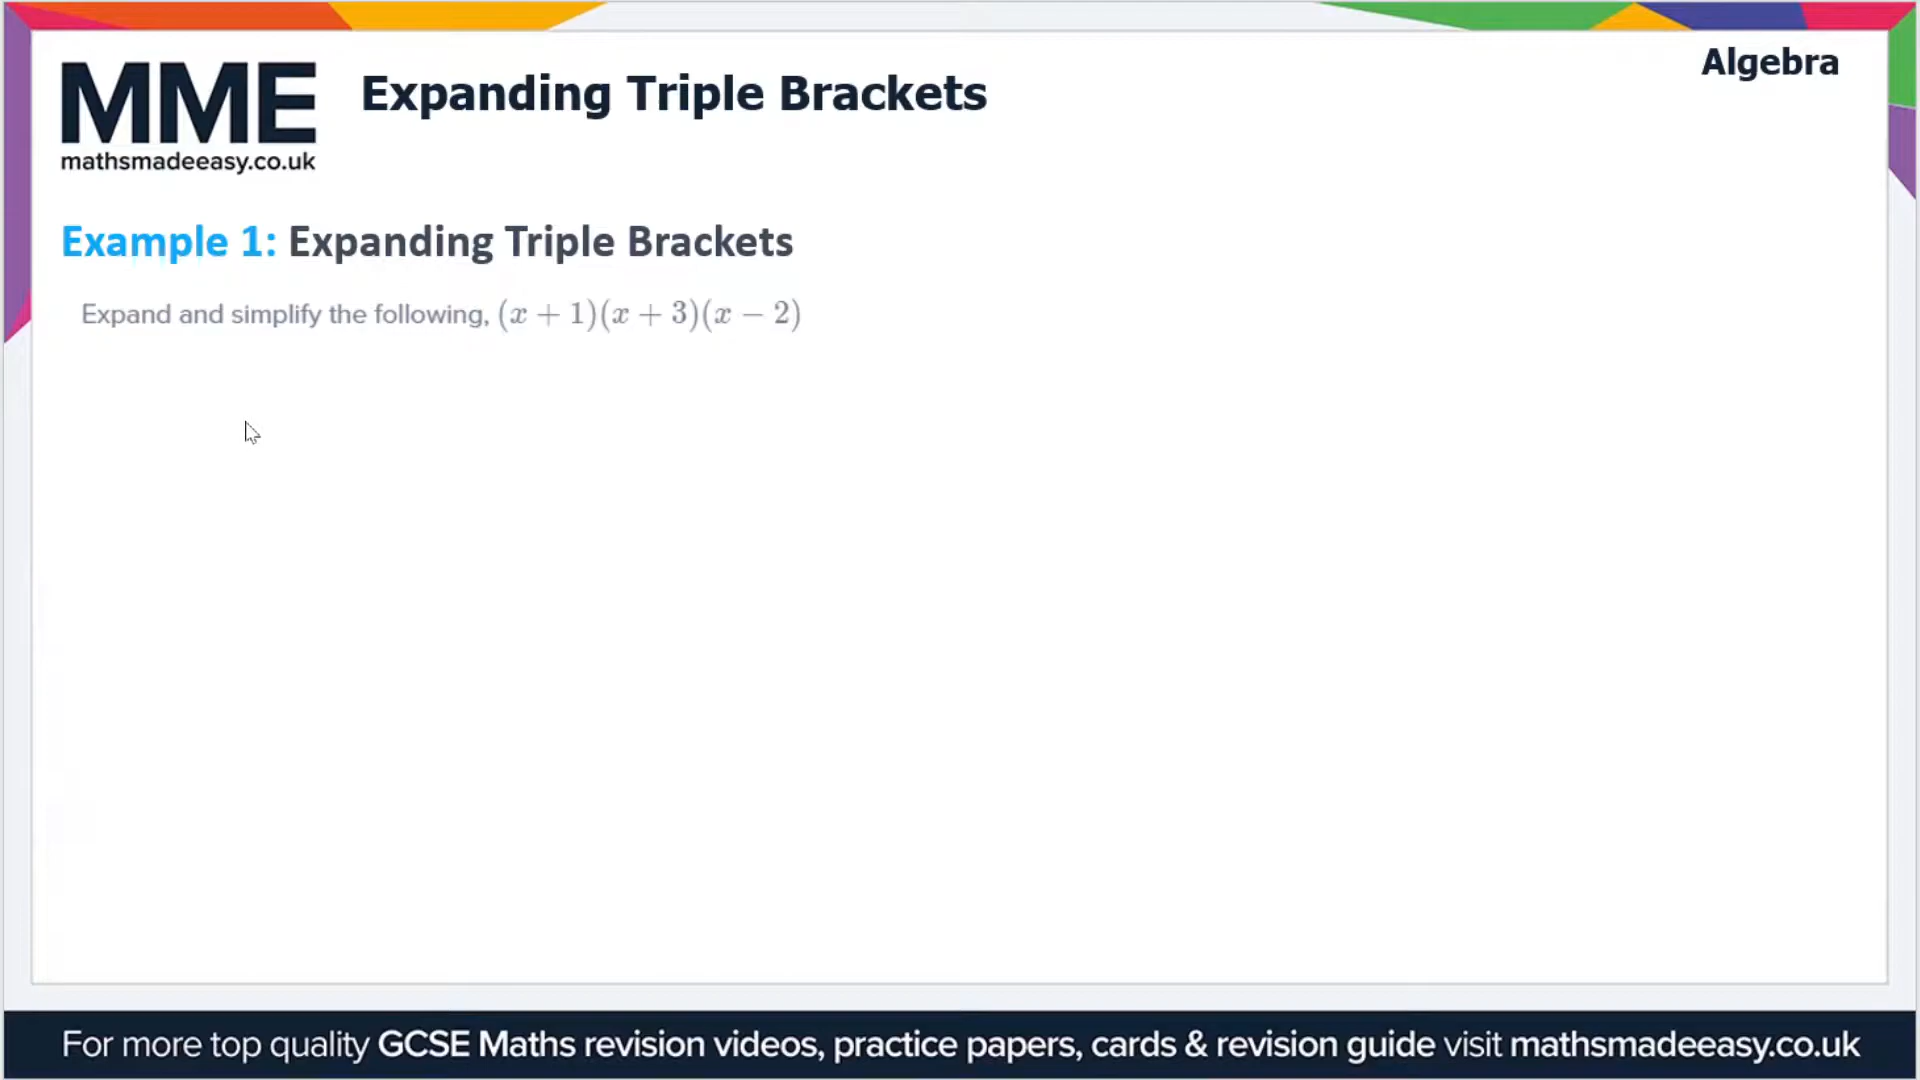 Algebra
MME
mathsmadeeasy.co.uk
Expanding Triple Brackets
Example 1: Expanding Triple Brackets
Expand and simplify the following, (x + 1)(x + 3)(x − 2)
For more top quality GCSE Maths revision videos, practice papers, cards & revision guide visit mathsmadeeasy.co.uk